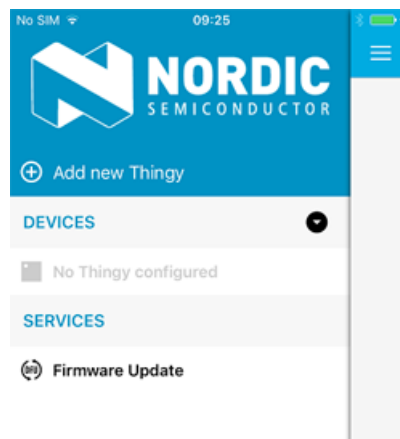 No SIM 09:25
NORDIC
SEMICONDUCTOR
Add new Thingy
DEVICES
No Thingy configured
SERVICES
DFU Firmware Update